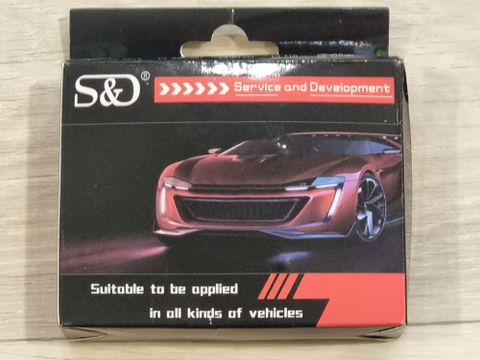 S&D®
>>>>>>> Service and Development
Suitable to be applied
in all kinds of vehicles